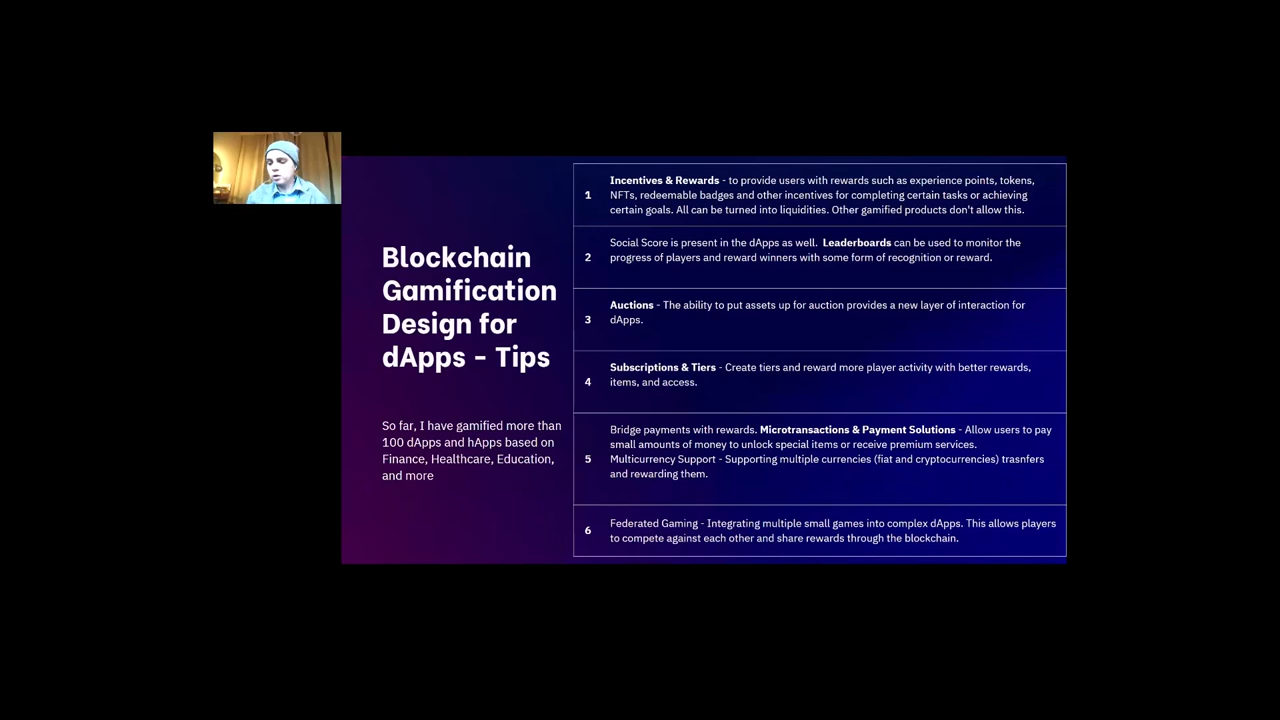 Blockchain
Gamification
Design for
dApps - Tips
So far, I have gamified more than
100 dApps and hApps based on
Finance, Healthcare, Education,
and more
1
Incentives & Rewards - to provide users with rewards such as experience points, tokens,
NFTs, redeemable badges and other incentives for completing certain tasks or achieving
certain goals. All can be turned into liquidities. Other gamified products don't allow this.
2
Social Score is present in the dApps as well. Leaderboards can be used to monitor the
progress of players and reward winners with some form of recognition or reward.
3
Auctions - The ability to put assets up for auction provides a new layer of interaction for
dApps.
4
Subscriptions & Tiers - Create tiers and reward more player activity with better rewards,
items, and access.
5
Bridge payments with rewards. Microtransactions & Payment Solutions - Allow users to pay
small amounts of money to unlock special items or receive premium services.
Multicurrency Support - Supporting multiple currencies (fiat and cryptocurrencies) trasnfers
and rewarding them.
6
Federated Gaming - Integrating multiple small games into complex dApps. This allows players
to compete against each other and share rewards through the blockchain.